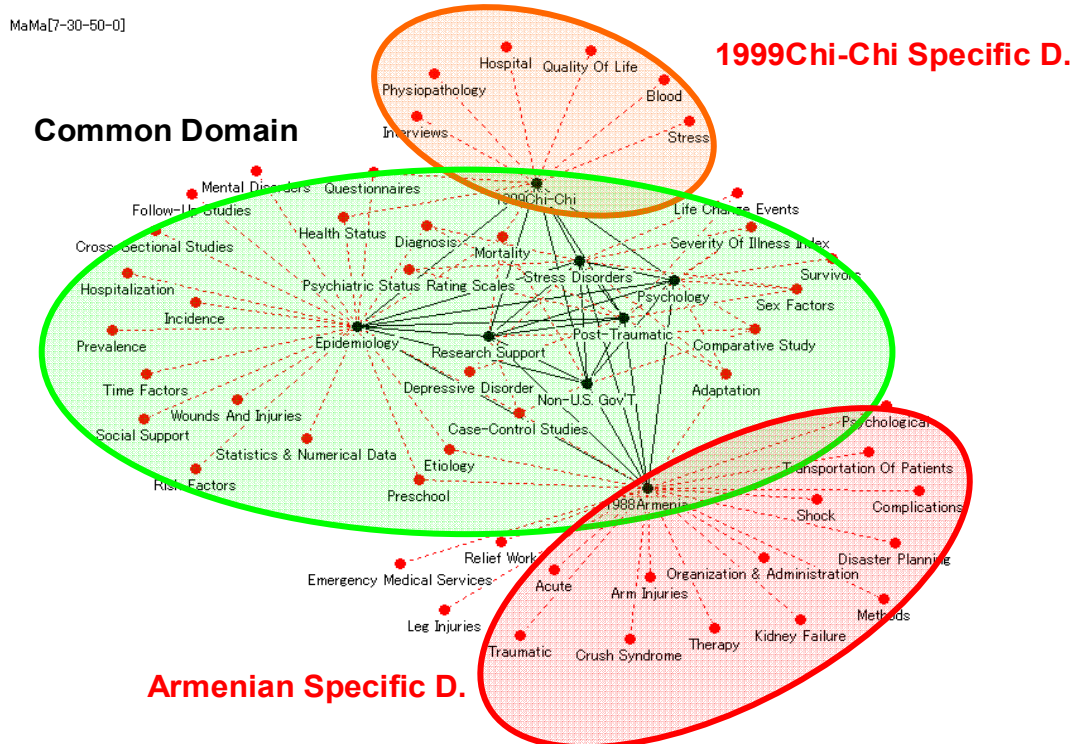 MaMa[7-30-50-0]
1999Chi-Chi Specific D.
Hospital
Quality Of Life
Physiopathology
Blood
Interviews
Stress
Common Domain
Mental Disorders
Questionnaires
1999Chi-Chi
Follow-Up Studies
Life Change Events
Health Status
Diagnosis
Severity Of Illness Index
Cross-Sectional Studies
Mortality
Survivors
Hospitalization
Psychiatric Status Rating Scales
Stress Disorders
Psychology
Sex Factors
Incidence
Post-Traumatic
Prevalence
Epidemiology
Research Support
Comparative Study
Time Factors
Depressive Disorder
Non-U.S. Gov'T
Adaptation
Wounds And Injuries
Social Support
Case-Control Studies
Psychological
Statistics & Numerical Data
Etiology
Transportation Of Patients
Risk Factors
Preschool
1988Armenia
Shock
Complications
Relief Work
Disaster Planning
Emergency Medical Services
Acute
Organization & Administration
Arm Injuries
Methods
Leg Injuries
Kidney Failure
Traumatic
Crush Syndrome
Therapy
Armenian Specific D.